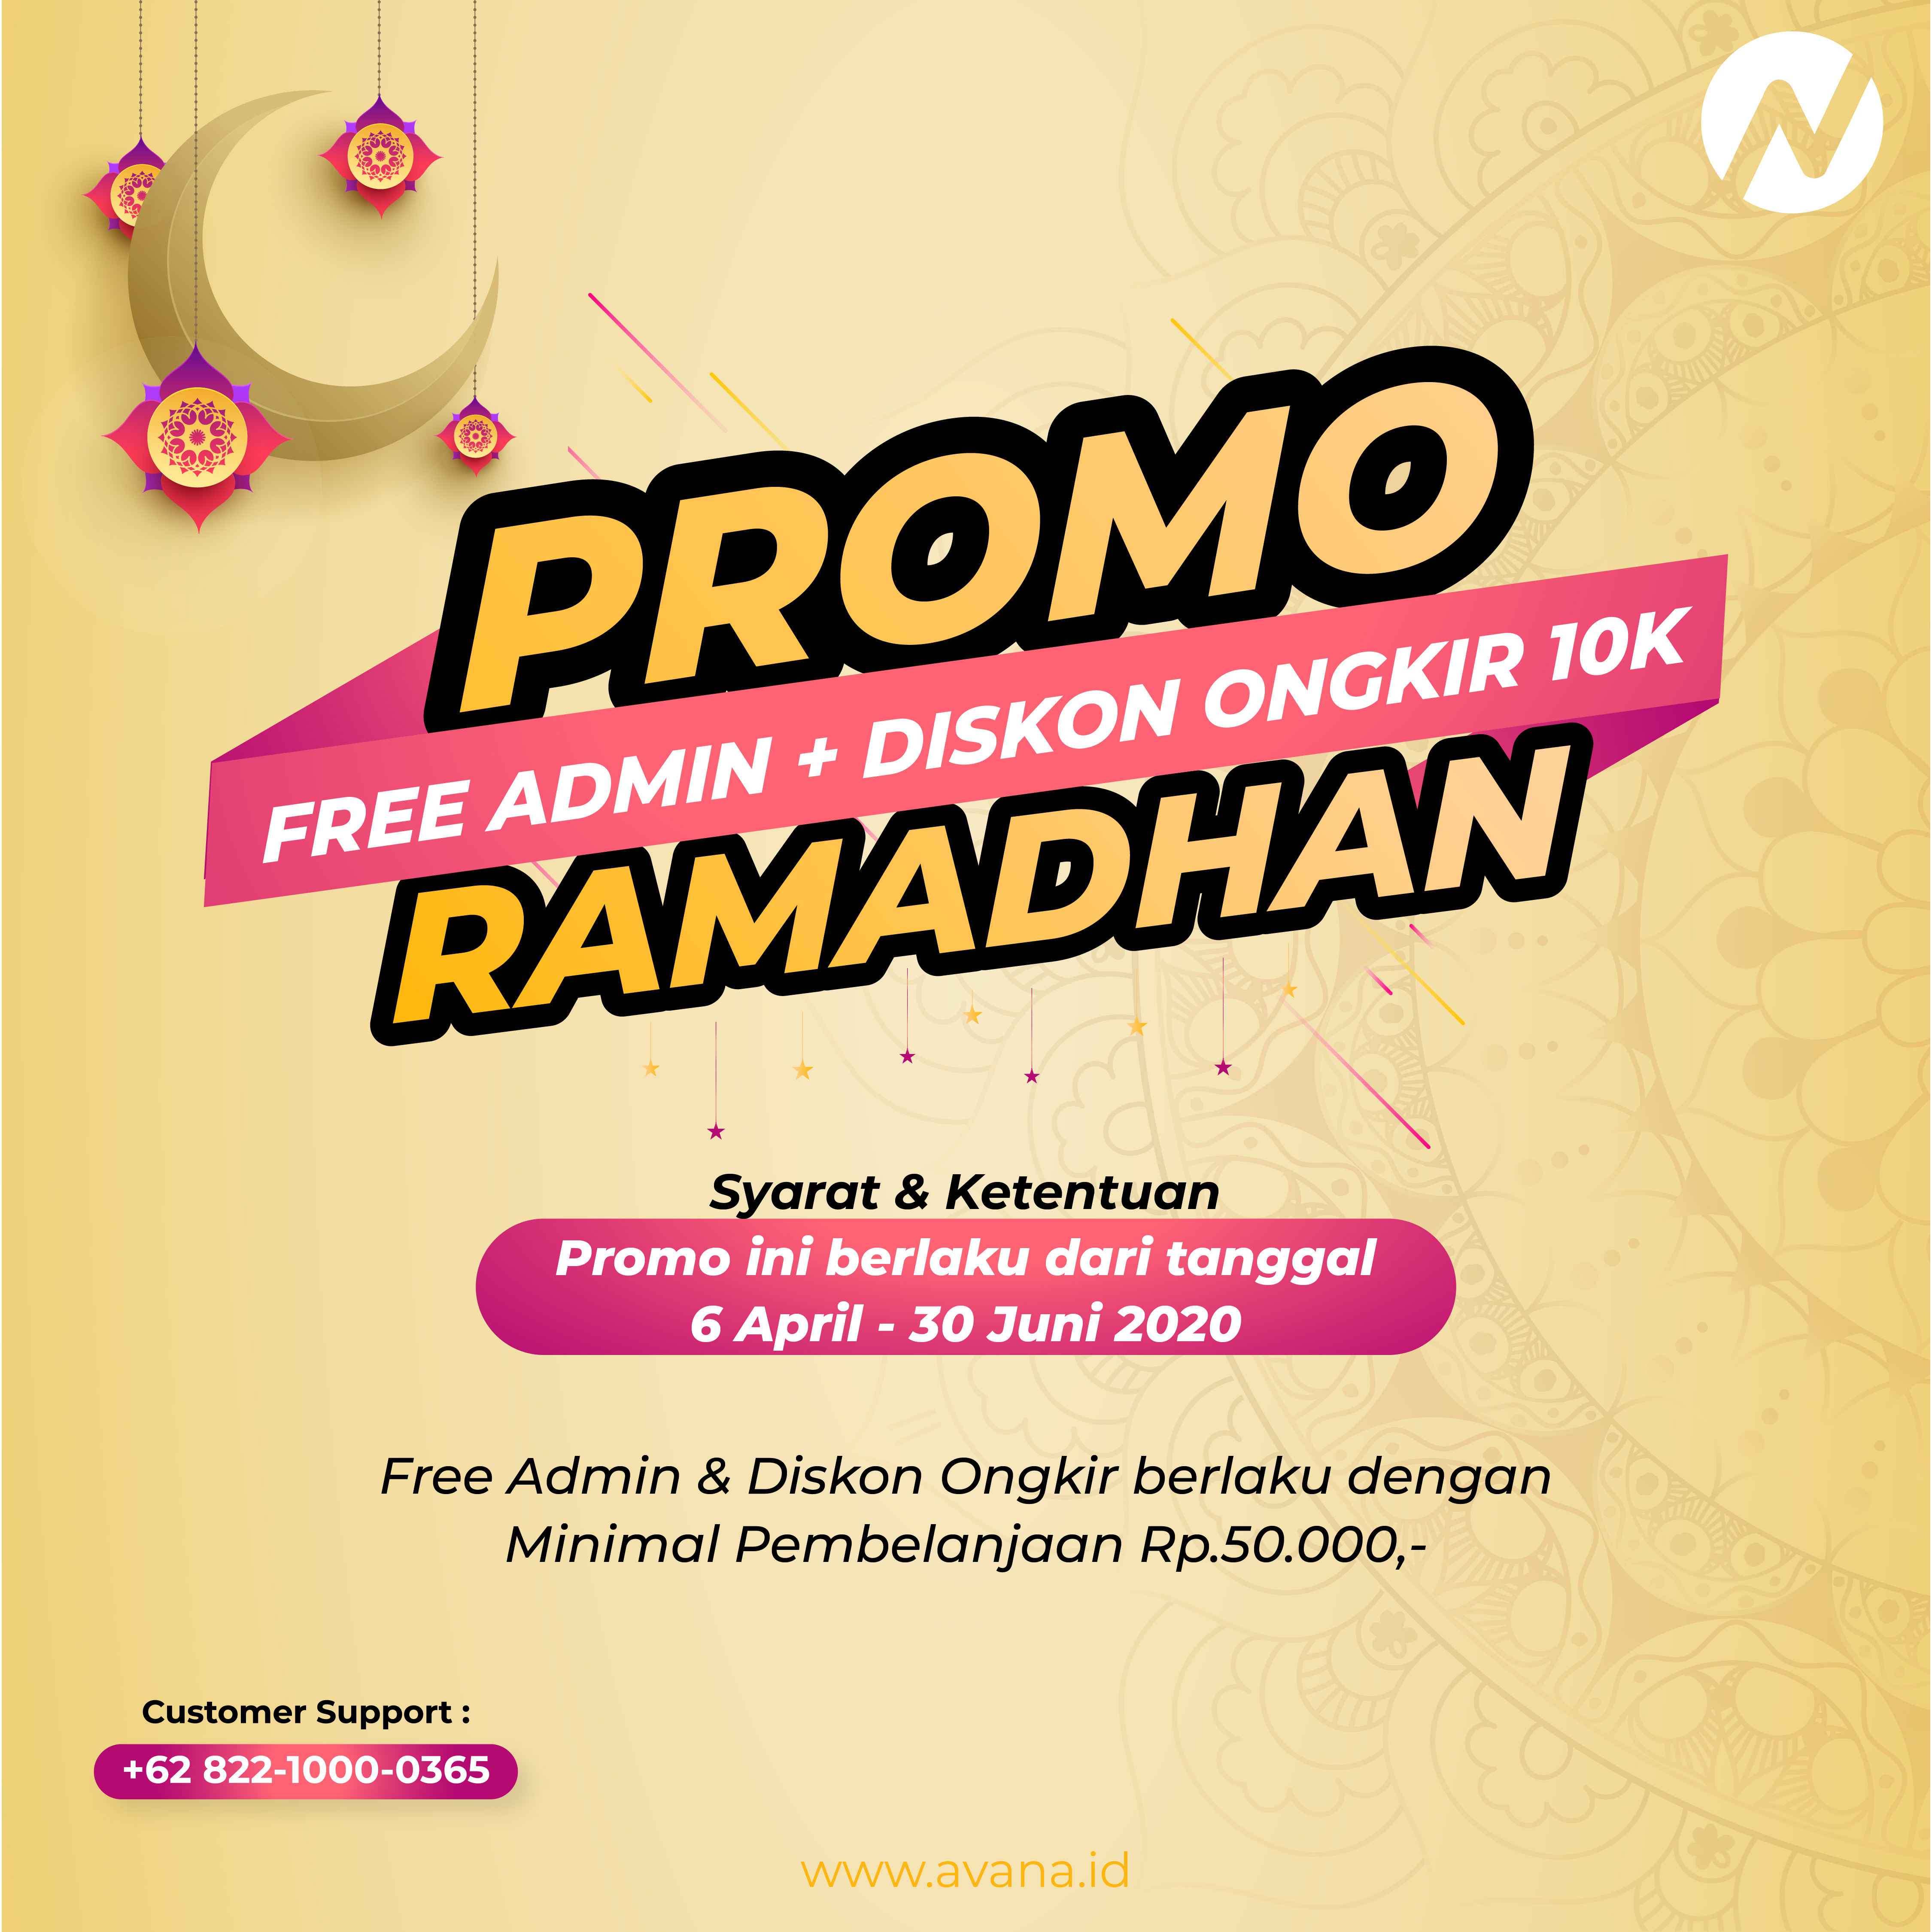 PROMO
FREE ADMIN + DISKON ONGKIR 10K
RAMADHAN
Syarat & Ketentuan
Promo ini berlaku dari tanggal
6 April - 30 Juni 2020
Free Admin & Diskon Ongkir berlaku dengan
Minimal Pembelanjaan Rp.50.000,-
Customer Support :
+62 822-1000-0365
www.avana.id